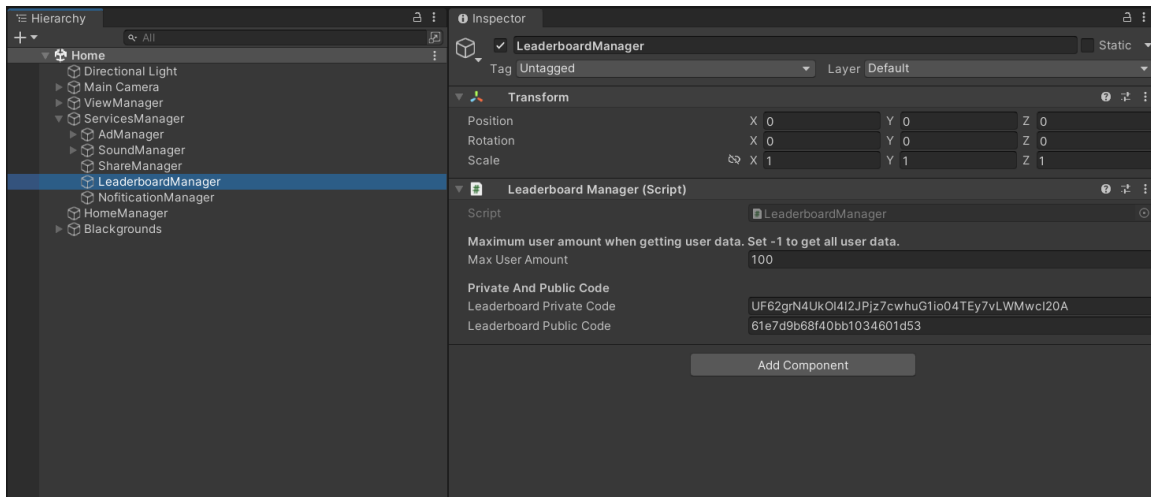 Hierarchy
All
Home
Directional Light
Main Camera
ViewManager
ServicesManager
AdManager
SoundManager
ShareManager
LeaderboardManager
NofiticationManager
HomeManager
Blackgrounds
Inspector
LeaderboardManager
Static
Tag Untagged Layer Default
Transform
Position X 0 Y 0 Z 0
Rotation X 0 Y 0 Z 0
Scale X 1 Y 1 Z 1
Leaderboard Manager (Script)
Script LeaderboardManager
Maximum user amount when getting user data. Set -1 to get all user data.
Max User Amount 100
Private And Public Code
Leaderboard Private Code UF62grN4UkOl4I2JPjz7cwhuG1io04TEy7vLWMwcI20A
Leaderboard Public Code 61e7d9b68f40bb1034601d53
Add Component